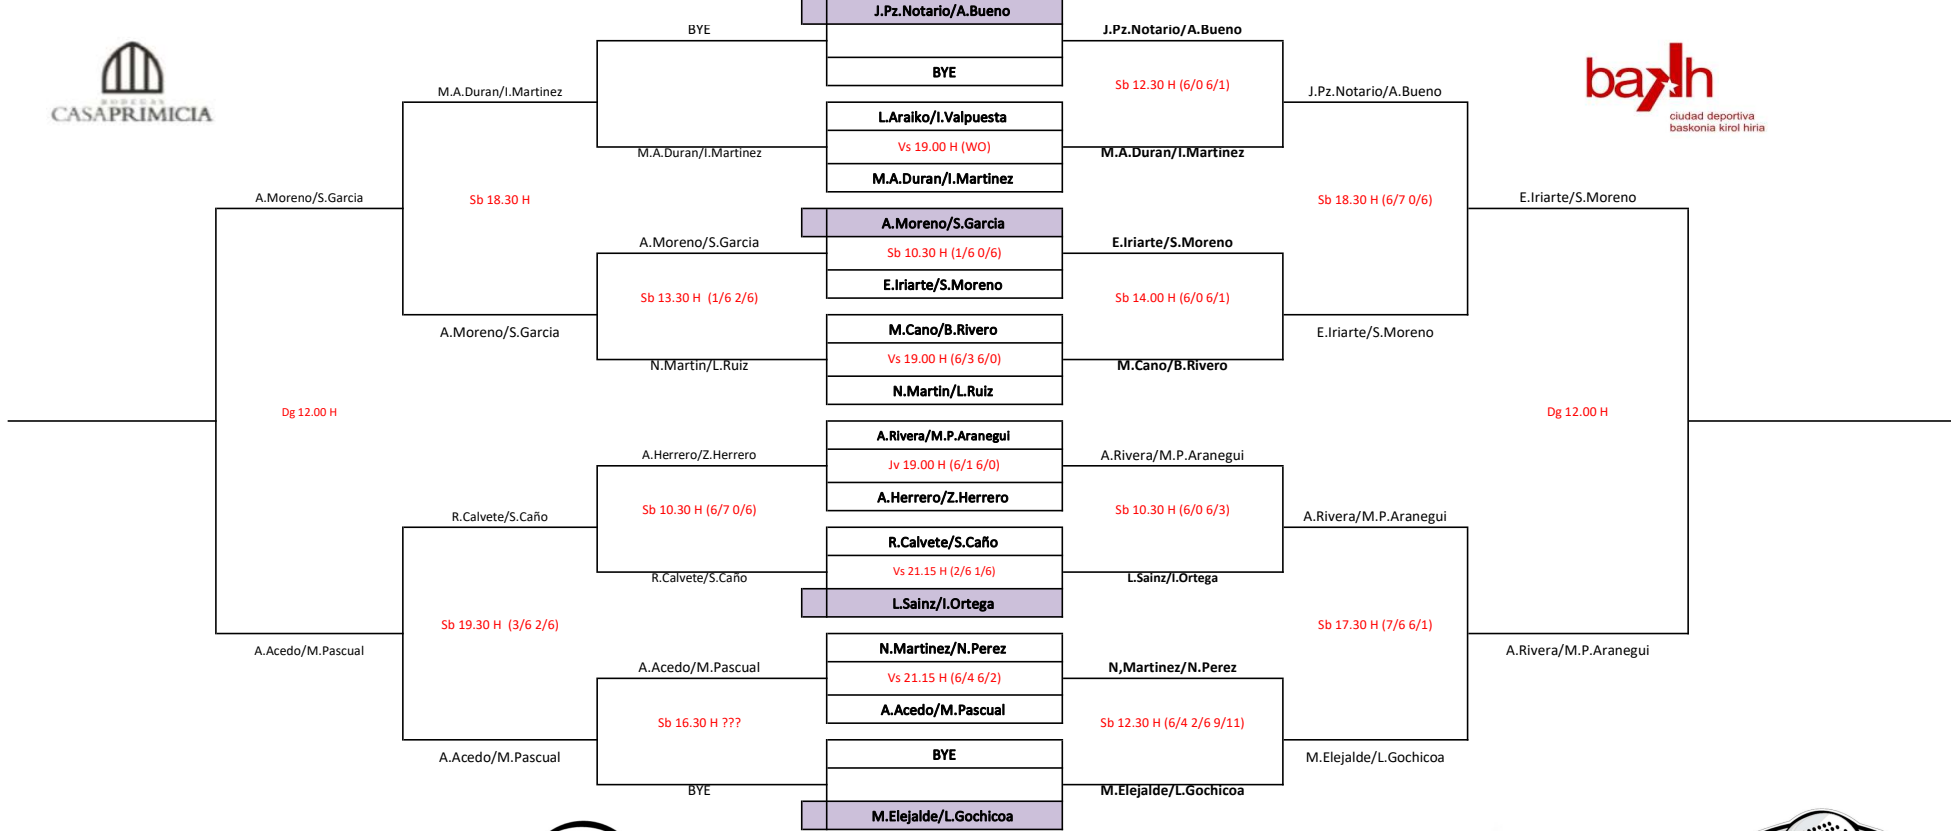 J.Pz.Notario/A.Bueno
BYE
J.Pz.Notario/A.Bueno
BYE
Sb 12.30 H (6/0 6/1)
M.A.Duran/I.Martinez
J.Pz.Notario/A.Bueno
BODEGAS
CASAPRIMICIA
bakh
ciudad deportiva
baskonia kirol hiria
L.Araiko/I.Valpuesta
Vs 19.00 H (WO)
M.A.Duran/I.Martinez
M.A.Duran/I.Martinez
M.A.Duran/I.Martinez
A.Moreno/S.Garcia
Sb 18.30 H
Sb 18.30 H (6/7 0/6)
E.Iriarte/S.Moreno
A.Moreno/S.Garcia
A.Moreno/S.Garcia
E.Iriarte/S.Moreno
Sb 10.30 H (1/6 0/6)
E.Iriarte/S.Moreno
Sb 13.30 H (1/6 2/6)
Sb 14.00 H (6/0 6/1)
A.Moreno/S.Garcia
M.Cano/B.Rivero
E.Iriarte/S.Moreno
Vs 19.00 H (6/3 6/0)
N.Martin/L.Ruiz
M.Cano/B.Rivero
N.Martin/L.Ruiz
Dg 12.00 H
Dg 12.00 H
A.Rivera/M.P.Aranegui
A.Herrero/Z.Herrero
Jv 19.00 H (6/1 6/0)
A.Rivera/M.P.Aranegui
A.Herrero/Z.Herrero
Sb 10.30 H (6/7 0/6)
Sb 10.30 H (6/0 6/3)
R.Calvete/S.Caño
A.Rivera/M.P.Aranegui
R.Calvete/S.Caño
Vs 21.15 H (2/6 1/6)
R.Calvete/S.Caño
L.Sainz/I.Ortega
L.Sainz/I.Ortega
Sb 19.30 H (3/6 2/6)
Sb 17.30 H (7/6 6/1)
A.Acedo/M.Pascual
N.Martinez/N.Perez
A.Rivera/M.P.Aranegui
A.Acedo/M.Pascual
Vs 21.15 H (6/4 6/2)
N,Martinez/N.Perez
A.Acedo/M.Pascual
Sb 16.30 H ???
Sb 12.30 H (6/4 2/6 9/11)
A.Acedo/M.Pascual
BYE
M.Elejalde/L.Gochicoa
BYE
M.Elejalde/L.Gochicoa
M.Elejalde/L.Gochicoa